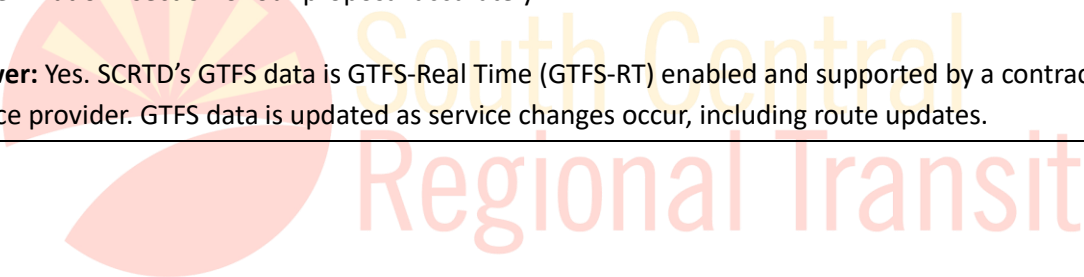 ver: Yes. SCRTD’s GTFS data is GTFS-Real Time (GTFS-RT) enabled and supported by a contrac
ce provider. GTFS data is updated as service changes occur, including route updates.
South Central
Regional Transit